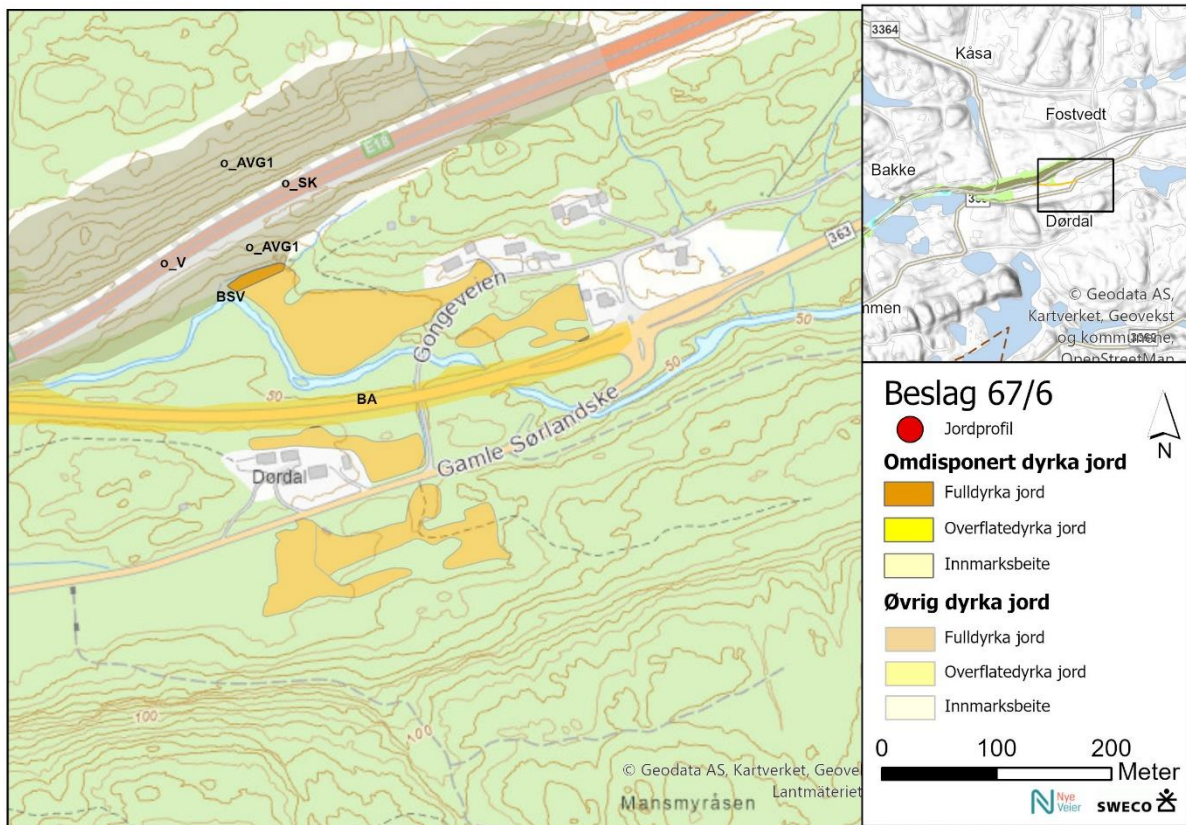 o_AVG1
E18
o_SK
o_AVG1
o_V
BSV
363
Gongeveien
50
50
50
BA
Gamle Sørlandske
50
Dørdal
100
100
© Geodata AS, Kartverket, Geove
Lantmäteriet
Mansmyråsen
3364
Kåsa
Fostvedt
Bakke
Dørdal
mmen
© Geodata AS,
Kartverket, Geovekst
og kommuene,
OpenStreetMap
Beslag 67/6
Jordprofil
N
Omdisponert dyrka jord
Fulldyrka jord
Overflatedyrka jord
Innmarksbeite
Øvrig dyrka jord
Fulldyrka jord
Overflatedyrka jord
Innmarksbeite
0 100 200
Meter
Nye
Veier
SWECO